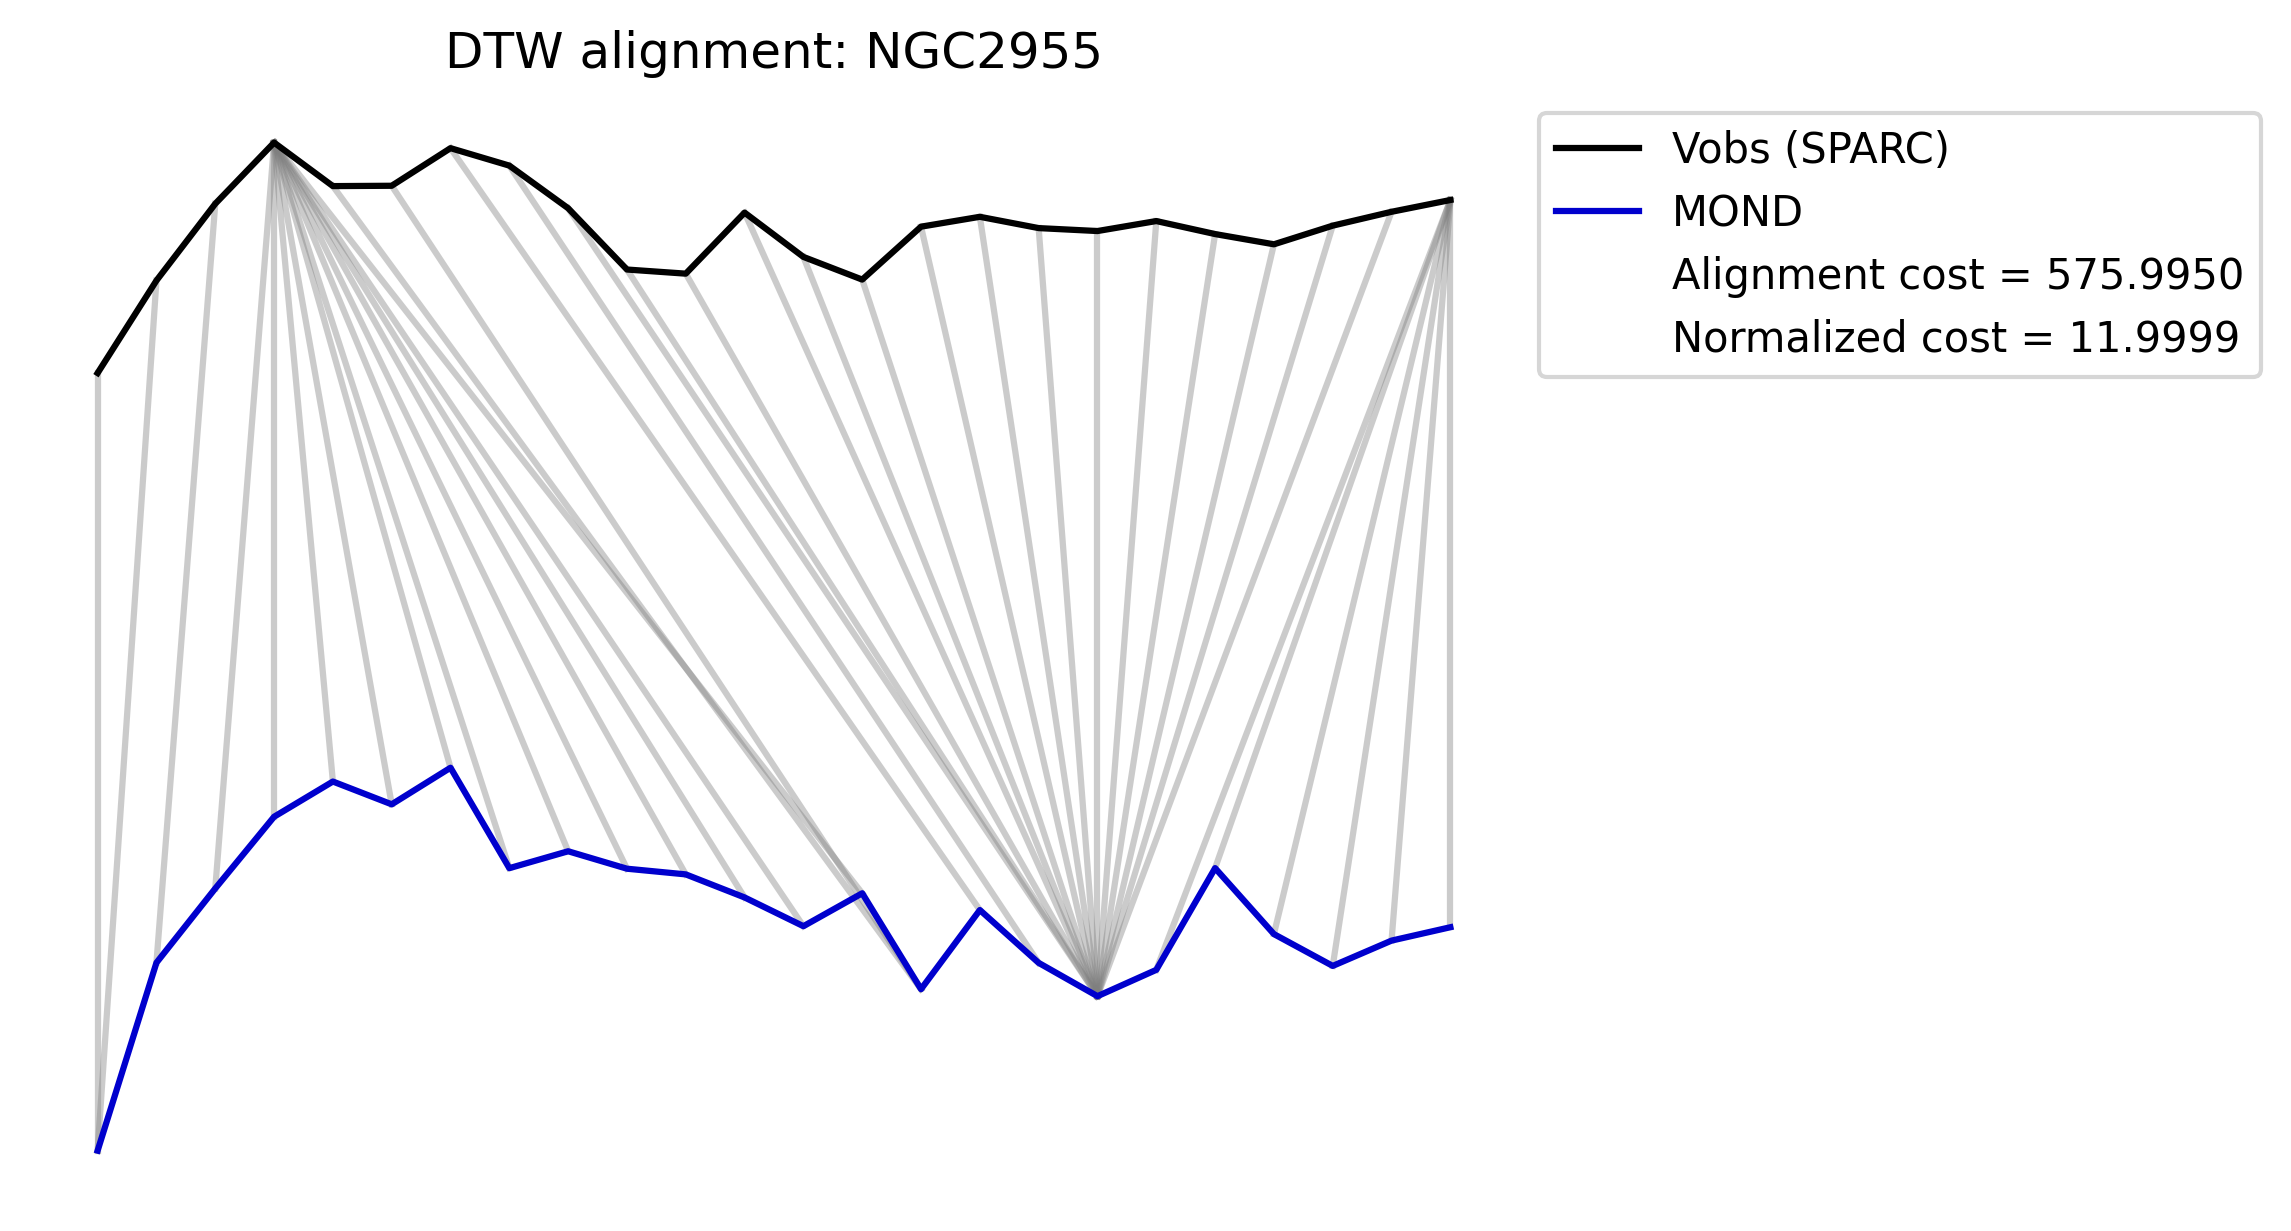 DTW alignment: NGC2955
Vobs (SPARC)
MOND
Alignment cost = 575.9950
Normalized cost = 11.9999